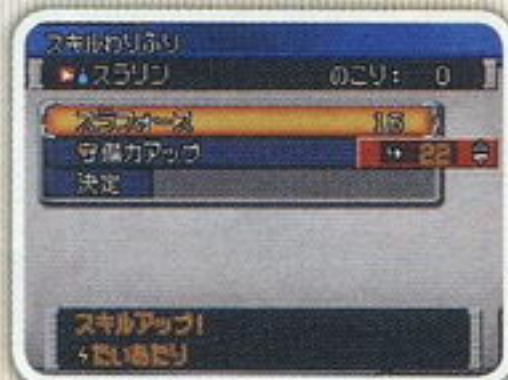 スキルわりふり
スラリン のこり： 0
スラフォース 18
守備力アップ 22
決定
スキルアップ！
たいあたり